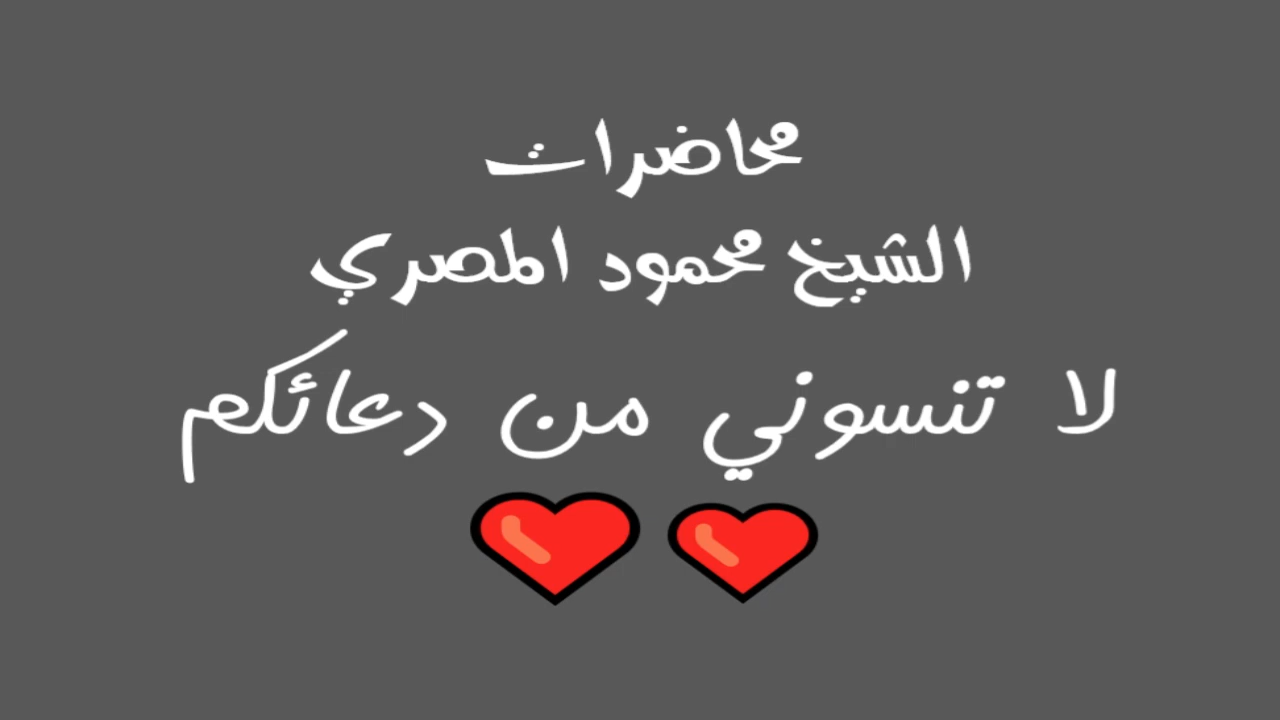 محاضرات
الشيخ محمود المصري
لا تنسوني من دعائكم